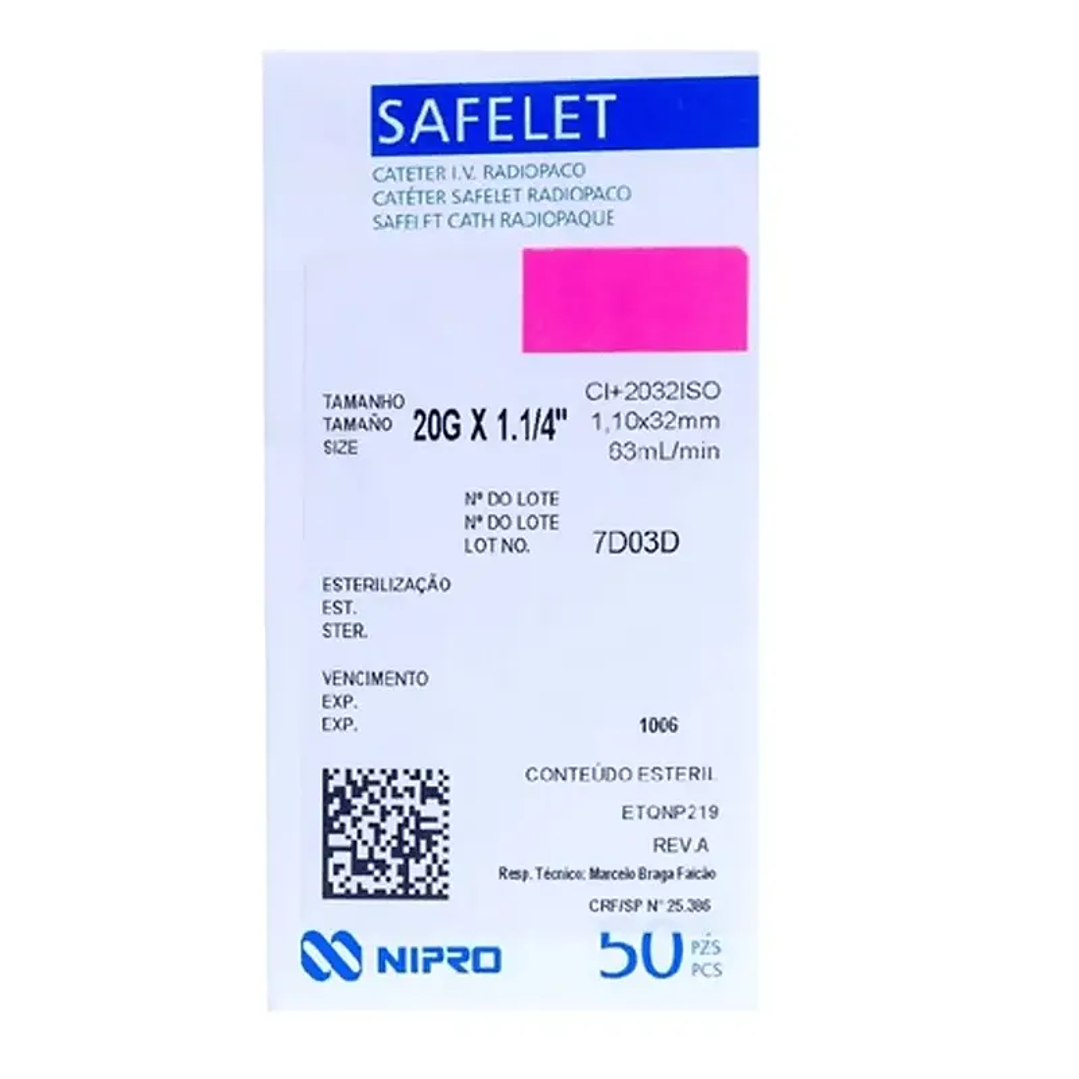 SAFELET
CATETER I.V. RADIOPACO
CATÉTER SAFELET RADIOPACO
SAFELET CATH RADIOPAQUE
TAMANHO
TAMAÑO
SIZE
20G X 1.1/4"
CI+2032ISO
1,10x32mm
63mL/min
Nº DO LOTE
Nº DO LOTE
LOT NO.
7D03D
ESTERILIZAÇÃO
EST.
STER.
VENCIMENTO
EXP.
EXP.
1006
CONTEÚDO ESTERIL
ETQNP219
REV.A
Resp. Técnico: Marcelo Braga Falcão
CRF/SP N° 25.386
NIPRO
50 PZS
PCS